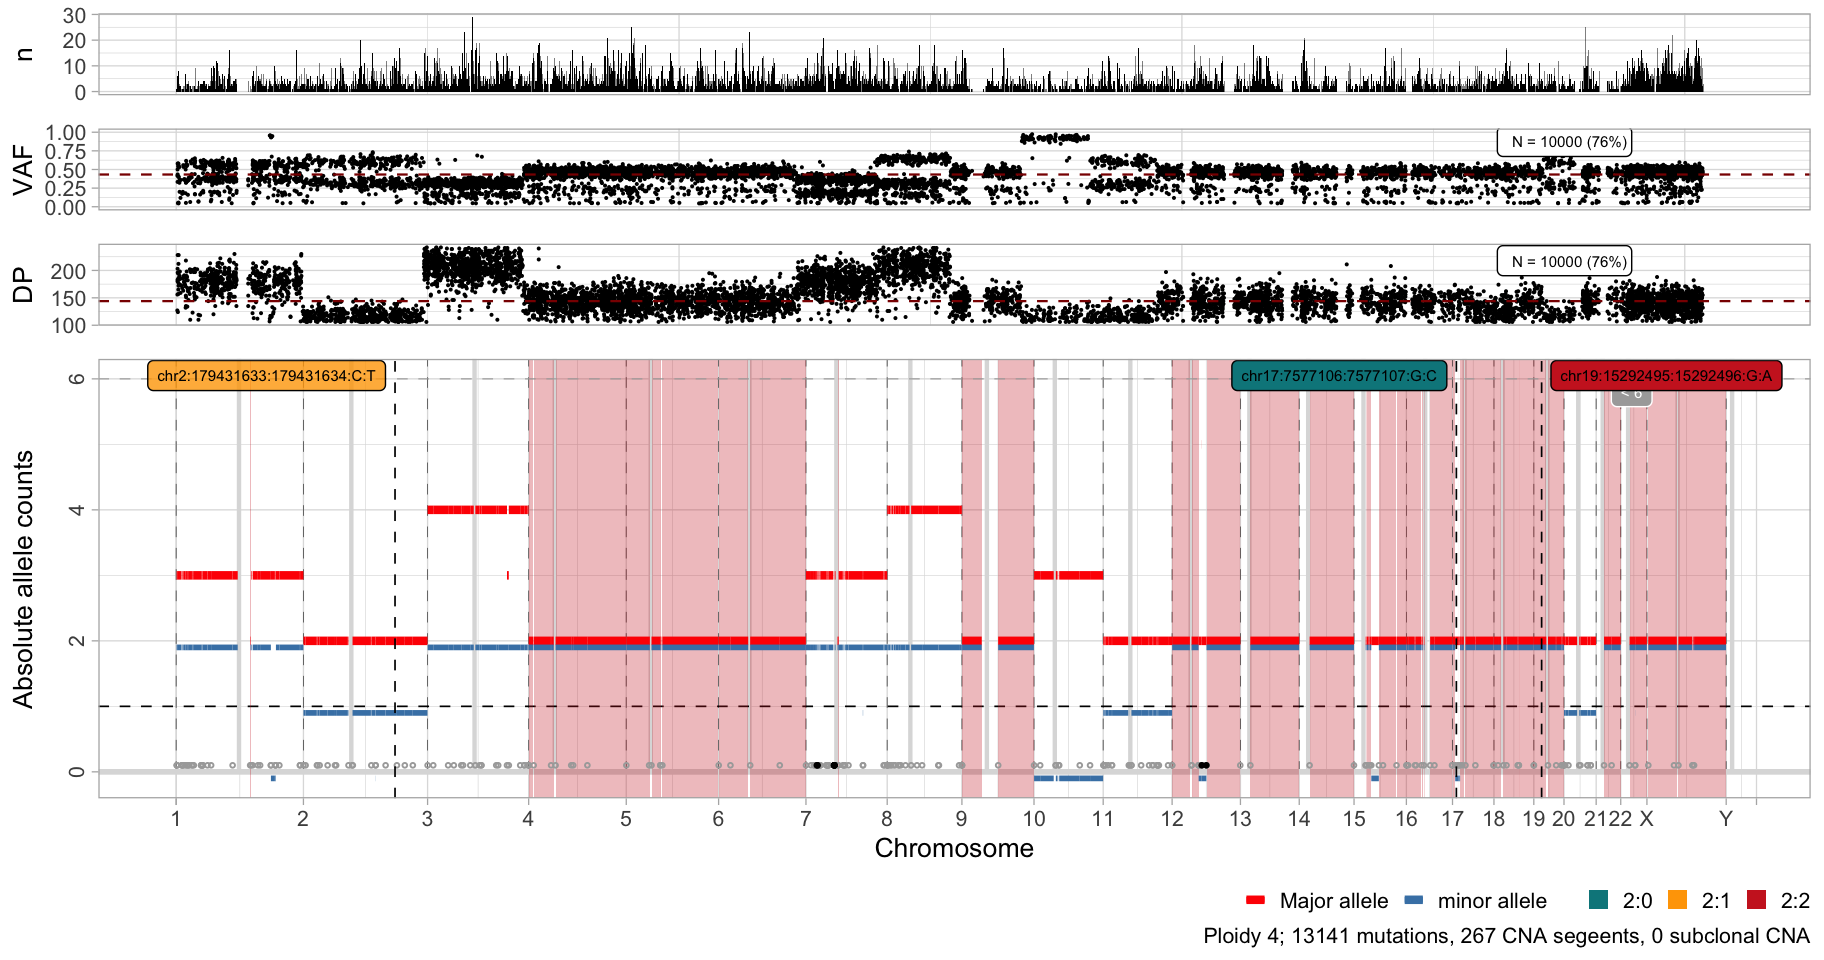 n
30
20
10
0
VAF
1.00
0.75
0.50
0.25
0.00
N = 10000 (76%)
DP
200
150
100
N = 10000 (76%)
chr2:179431633:179431634:C:T
chr17:7577106:7577107:G:C
chr19:15292495:15292496:G:A
< 6
Absolute allele counts
6
4
2
0
1 2 3 4 5 6 7 8 9 10 11 12 13 14 15 16 17 18 19 20 21 22 X Y
Chromosome
Major allele minor allele 2:0 2:1 2:2
Ploidy 4; 13141 mutations, 267 CNA segeents, 0 subclonal CNA